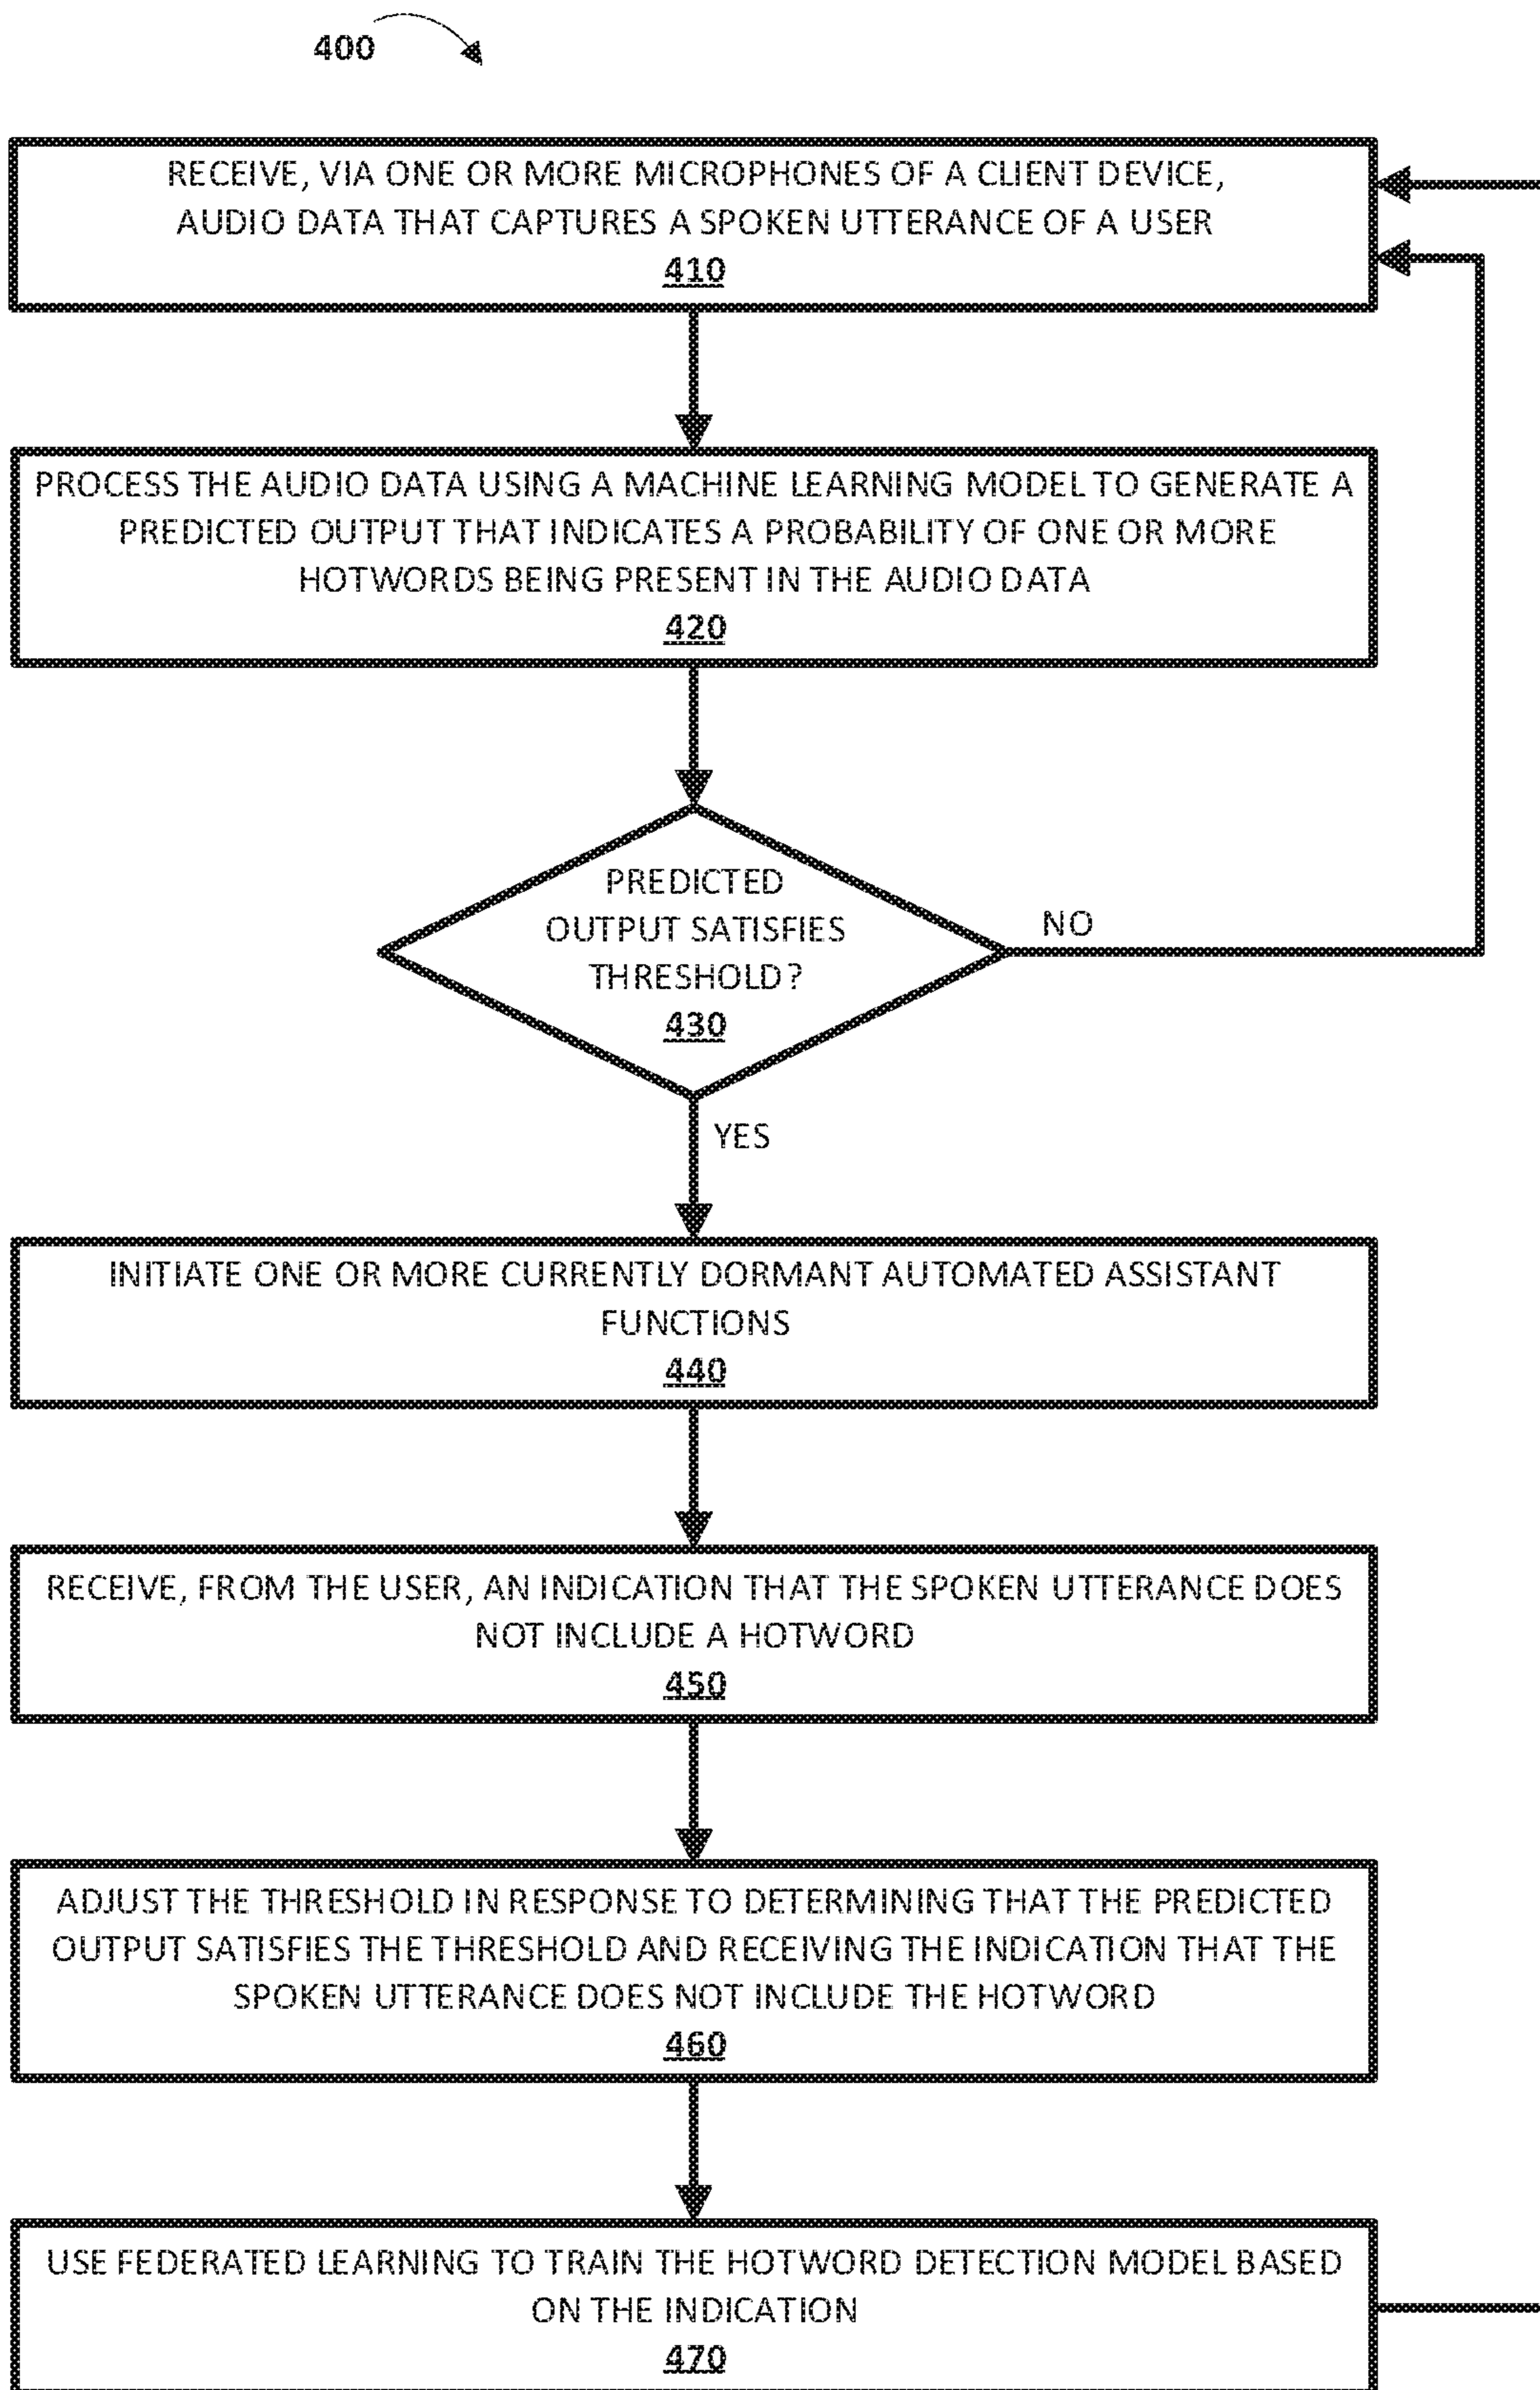 400
RECEIVE, VIA ONE OR MORE MICROPHONES OF A CLIENT DEVICE,
AUDIO DATA THAT CAPTURES A SPOKEN UTTERANCE OF A USER
410
PROCESS THE AUDIO DATA USING A MACHINE LEARNING MODEL TO GENERATE A
PREDICTED OUTPUT THAT INDICATES A PROBABILITY OF ONE OR MORE
HOTWORDS BEING PRESENT IN THE AUDIO DATA
420
PREDICTED
OUTPUT SATISFIES
THRESHOLD?
430
NO
YES
INITIATE ONE OR MORE CURRENTLY DORMANT AUTOMATED ASSISTANT
FUNCTIONS
440
RECEIVE, FROM THE USER, AN INDICATION THAT THE SPOKEN UTTERANCE DOES
NOT INCLUDE A HOTWORD
450
ADJUST THE THRESHOLD IN RESPONSE TO DETERMINING THAT THE PREDICTED
OUTPUT SATISFIES THE THRESHOLD AND RECEIVING THE INDICATION THAT THE
SPOKEN UTTERANCE DOES NOT INCLUDE THE HOTWORD
460
USE FEDERATED LEARNING TO TRAIN THE HOTWORD DETECTION MODEL BASED
ON THE INDICATION
470